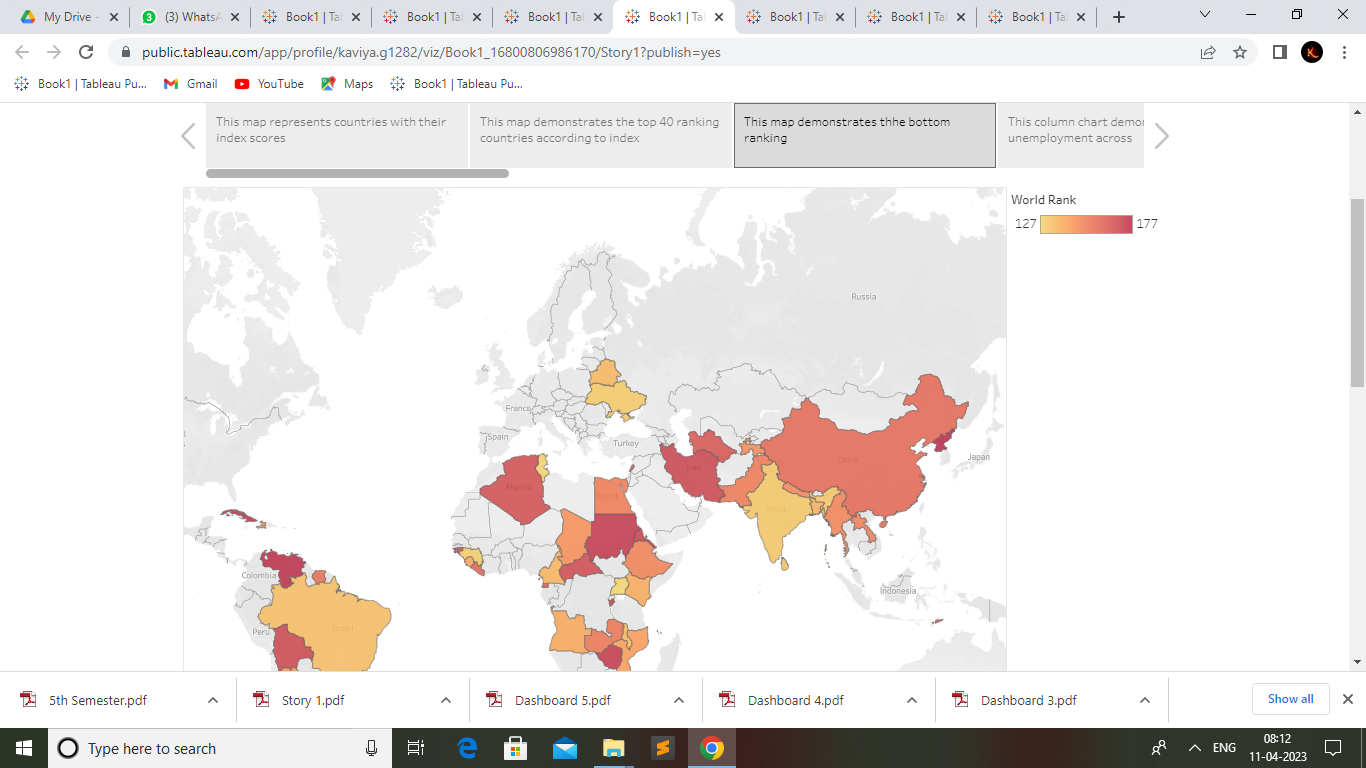 My Drive -
3
(3) WhatsA
Book1 | Tal
Book1 | Tal
Book1 | Tal
Book1 | Tal
Book1 | Tal
Book1 | Tal
Book1 | Tal
public.tableau.com/app/profile/kaviya.g1282/viz/Book1_16800806986170/Story1?publish=yes
Book1 | Tableau Pu...
Gmail
YouTube
Maps
Book1 | Tableau Pu...
This map represents countries with their
index scores
This map demonstrates the top 40 ranking
countries according to index
This map demonstrates thhe bottom
ranking
This column chart demor
unemployment across
World Rank
127
177
Russia
France
Spain
Turkey
Iran
China
Japan
Algeria
Egypt
India
Colombia
Indonesia
Peru
Brazil
5th Semester.pdf
Story 1.pdf
Dashboard 5.pdf
Dashboard 4.pdf
Dashboard 3.pdf
Show all
Type here to search
ENG
08:12
11-04-2023